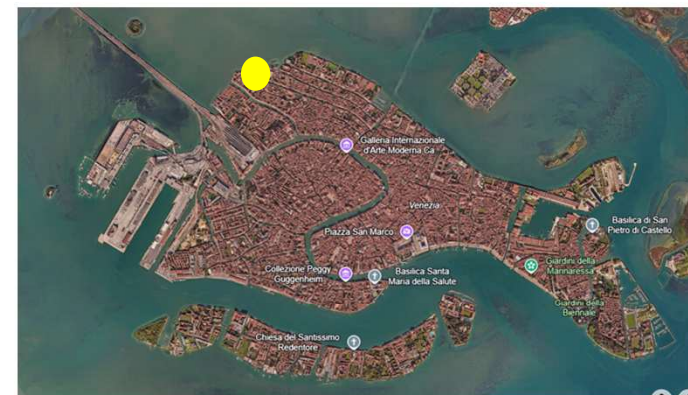 Galleria Internazionale
d'Arte Moderna Ca'
Venezia
Piazza San Marco
Basilica di San
Pietro di Castello
Collezione Peggy
Guggenheim
Basilica Santa
Maria della Salute
Giardini della
Marinaressa
Giardini della
Biennale
Chiesa del Santissimo
Redentore